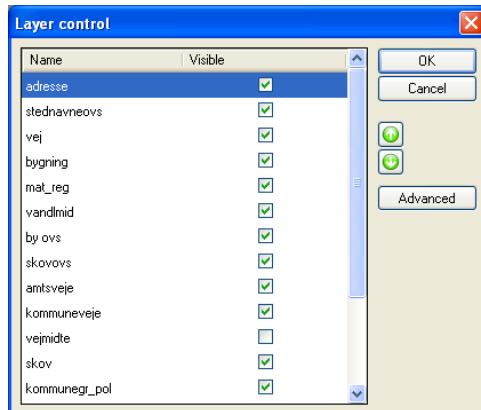 Layer control
Name Visible
OK
adresse
Cancel
stednavneovs
vej
bygning
mat_reg
Advanced
vandlmid
by ovs
skovovs
amtsveje
kommuneveje
vejmidte
skov
kommunegr_pol